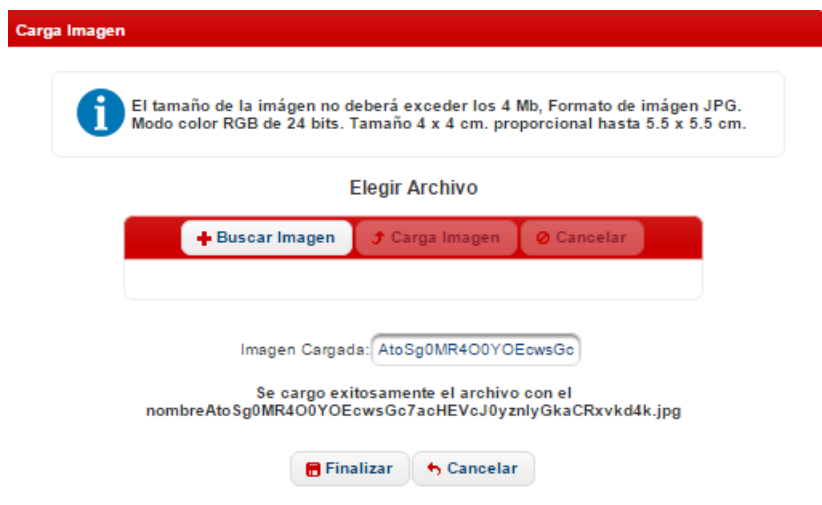 Carga Imagen
El tamaño de la imágen no deberá exceder los 4 Mb, Formato de imágen JPG.
Modo color RGB de 24 bits. Tamaño 4 x 4 cm. proporcional hasta 5.5 x 5.5 cm.
Elegir Archivo
Buscar Imagen Carga Imagen Cancelar
Imagen Cargada: AtoSg0MR4O0YOEcwsGc
Se cargo exitosamente el archivo con el
nombreAtoSg0MR4O0YOEcwsGc7acHEVcJ0yznlyGkaCRxvkd4k.jpg
Finalizar Cancelar